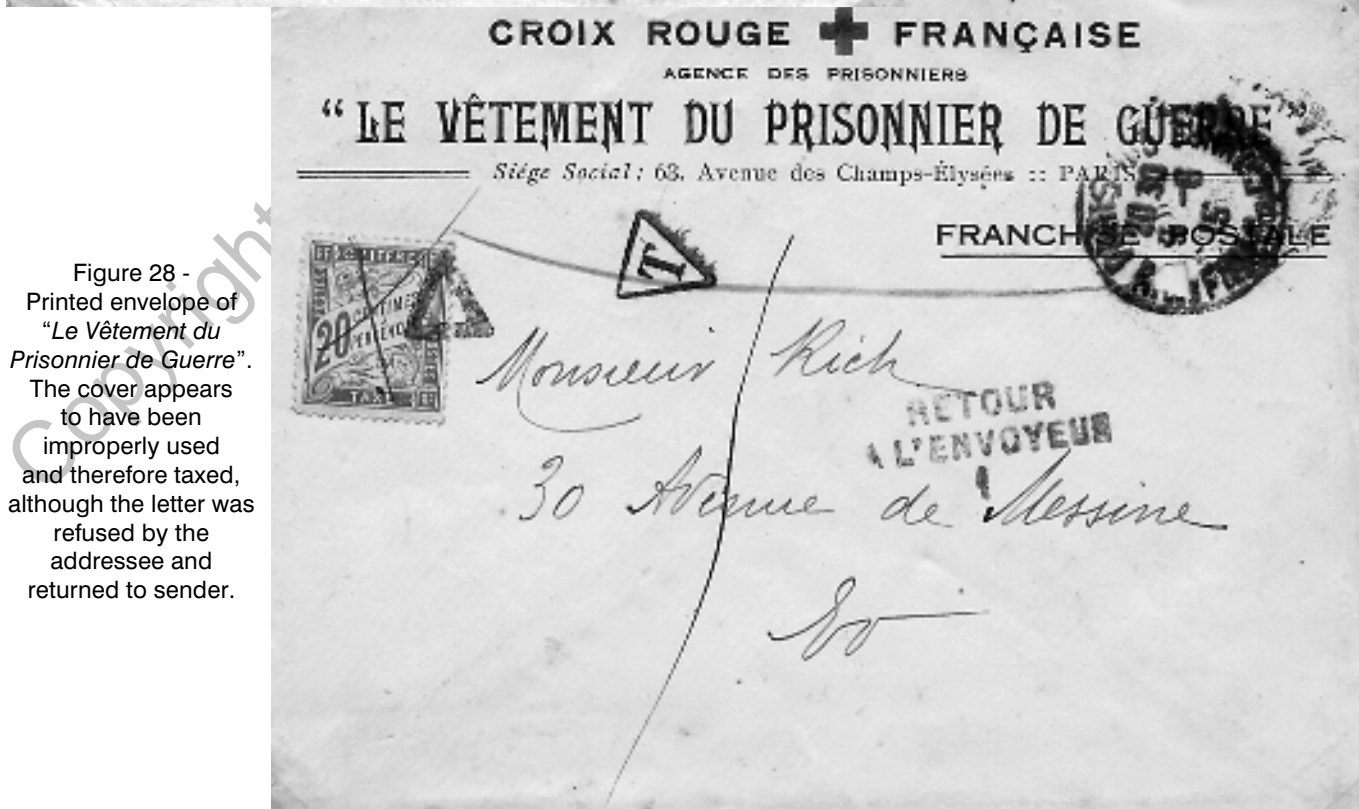 CROIX ROUGE ✚ FRANÇAISE
AGENCE DES PRISONNIERS
“LE VÊTEMENT DU PRISONNIER DE GUERRE”
Siége Social : 63, Avenue des Champs-Élysées :: PARIS
FRANCHISE POSTALE
T
20
CENTIMES
TAXE
Monsieur Rich
RETOUR
A L'ENVOYEUR
30 Avenue de Messine
Figure 28 -
Printed envelope of
“Le Vêtement du
Prisonnier de Guerre”.
The cover appears
to have been
improperly used
and therefore taxed,
although the letter was
refused by the
addressee and
returned to sender.
Copyright